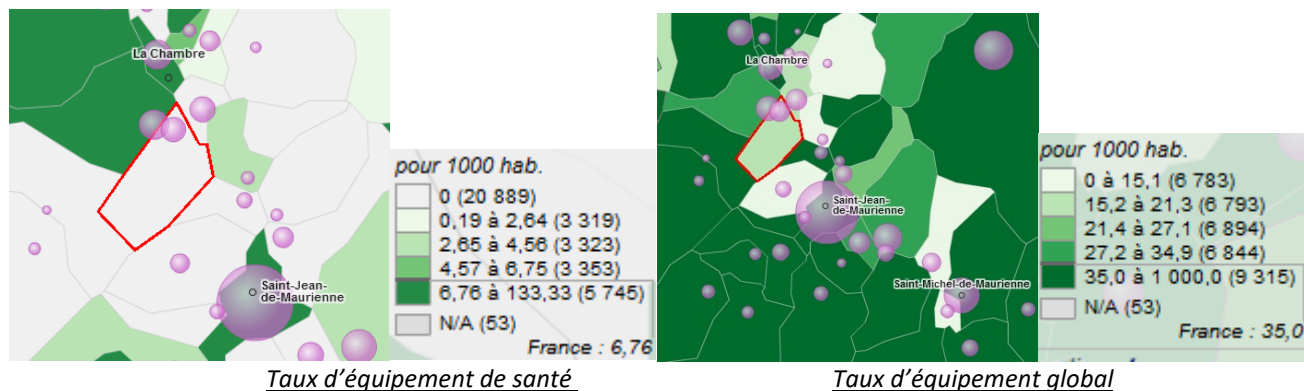 La Chambre
Saint-Jean-
de-Maurienne
pour 1000 hab.
0 (20 889)
0,19 à 2,64 (3 319)
2,65 à 4,56 (3 323)
4,57 à 6,75 (3 353)
6,76 à 133,33 (5 745)
N/A (53)
France : 6,76
La Chambre
Saint-Jean-
de-Maurienne
Saint-Michel-de-Maurienne
pour 1000 hab.
0 à 15,1 (6 783)
15,2 à 21,3 (6 793)
21,4 à 27,1 (6 894)
27,2 à 34,9 (6 844)
35,0 à 1 000,0 (9 315)
N/A (53)
France : 35,0
Taux d'équipement de santé
Taux d'équipement global